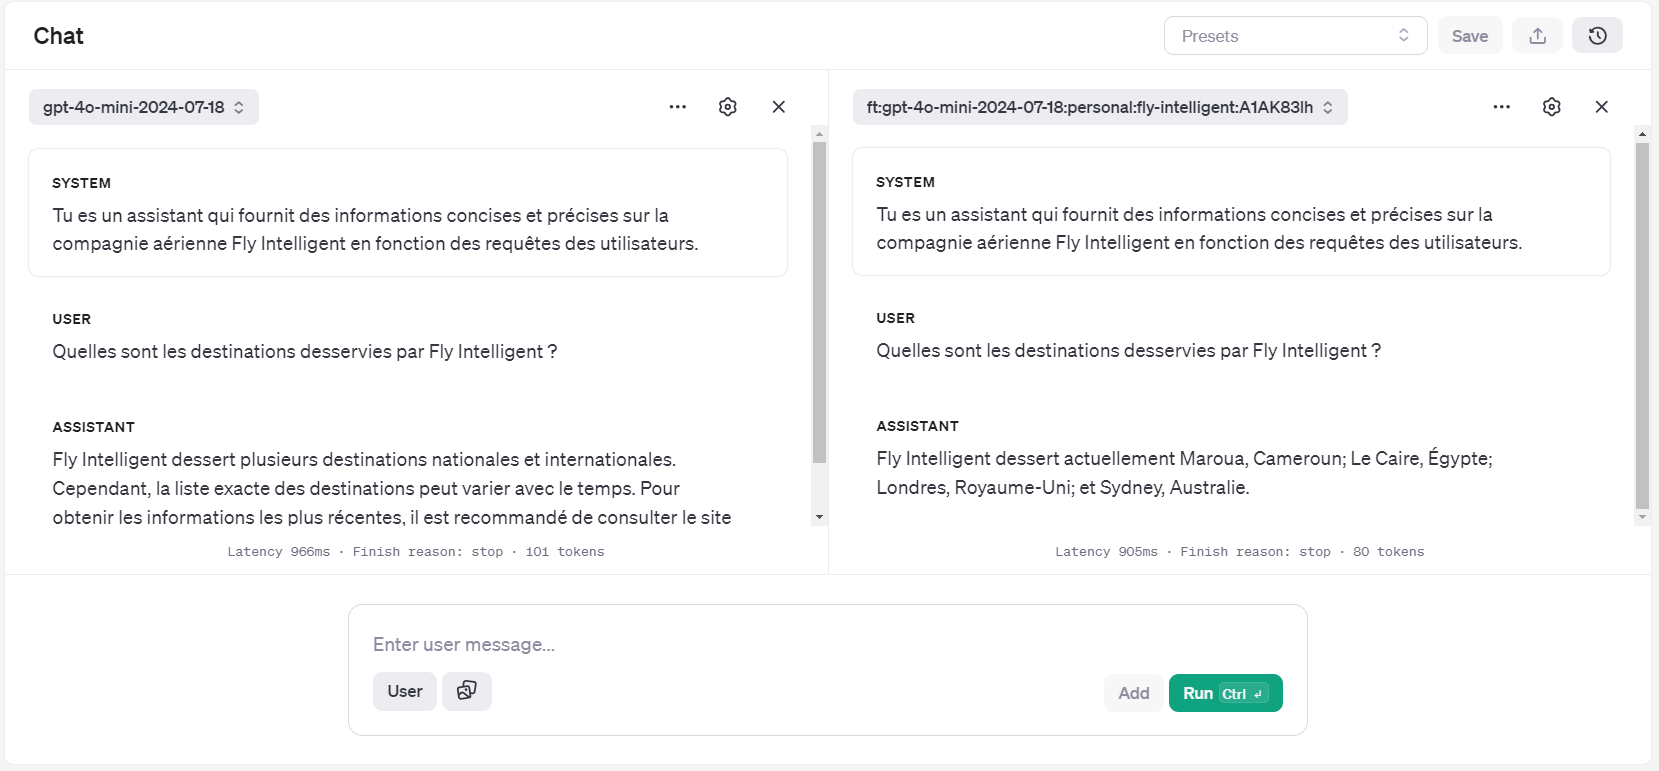 Chat
Presets
Save
gpt-4o-mini-2024-07-18
SYSTEM
Tu es un assistant qui fournit des informations concises et précises sur la
compagnie aérienne Fly Intelligent en fonction des requêtes des utilisateurs.
USER
Quelles sont les destinations desservies par Fly Intelligent ?
ASSISTANT
Fly Intelligent dessert plusieurs destinations nationales et internationales.
Cependant, la liste exacte des destinations peut varier avec le temps. Pour
obtenir les informations les plus récentes, il est recommandé de consulter le site
Latency 966ms · Finish reason: stop · 101 tokens
ft:gpt-4o-mini-2024-07-18:personal:fly-intelligent:A1AK83lh
SYSTEM
Tu es un assistant qui fournit des informations concises et précises sur la
compagnie aérienne Fly Intelligent en fonction des requêtes des utilisateurs.
USER
Quelles sont les destinations desservies par Fly Intelligent ?
ASSISTANT
Fly Intelligent dessert actuellement Maroua, Cameroun; Le Caire, Égypte;
Londres, Royaume-Uni; et Sydney, Australie.
Latency 905ms · Finish reason: stop · 80 tokens
Enter user message...
User
Add
Run Ctrl ↵